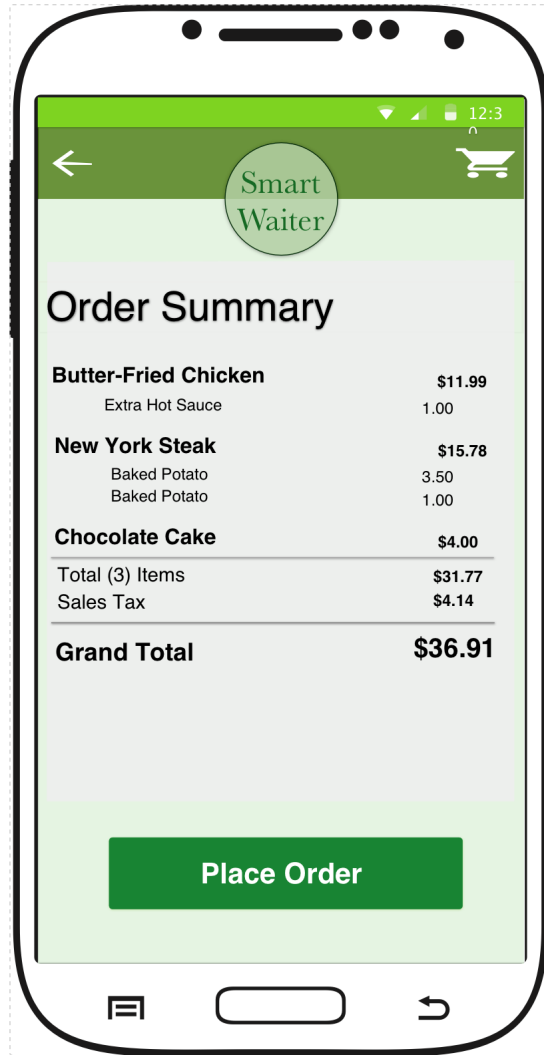 12:3
Smart
Waiter
Order Summary
Butter-Fried Chicken $11.99
Extra Hot Sauce 1.00
New York Steak $15.78
Baked Potato 3.50
Baked Potato 1.00
Chocolate Cake $4.00
Total (3) Items $31.77
Sales Tax $4.14
Grand Total $36.91
Place Order